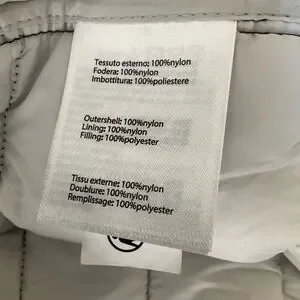 Tessuto esterno: 100%nylon
Fodera: 100%nylon
Imbottitura: 100%poliestere
Outershell: 100%nylon
Lining: 100%nylon
Filling: 100%polyester
Tissu externe: 100%nylon
Doublure: 100%nylon
Remplissage: 100%polyester